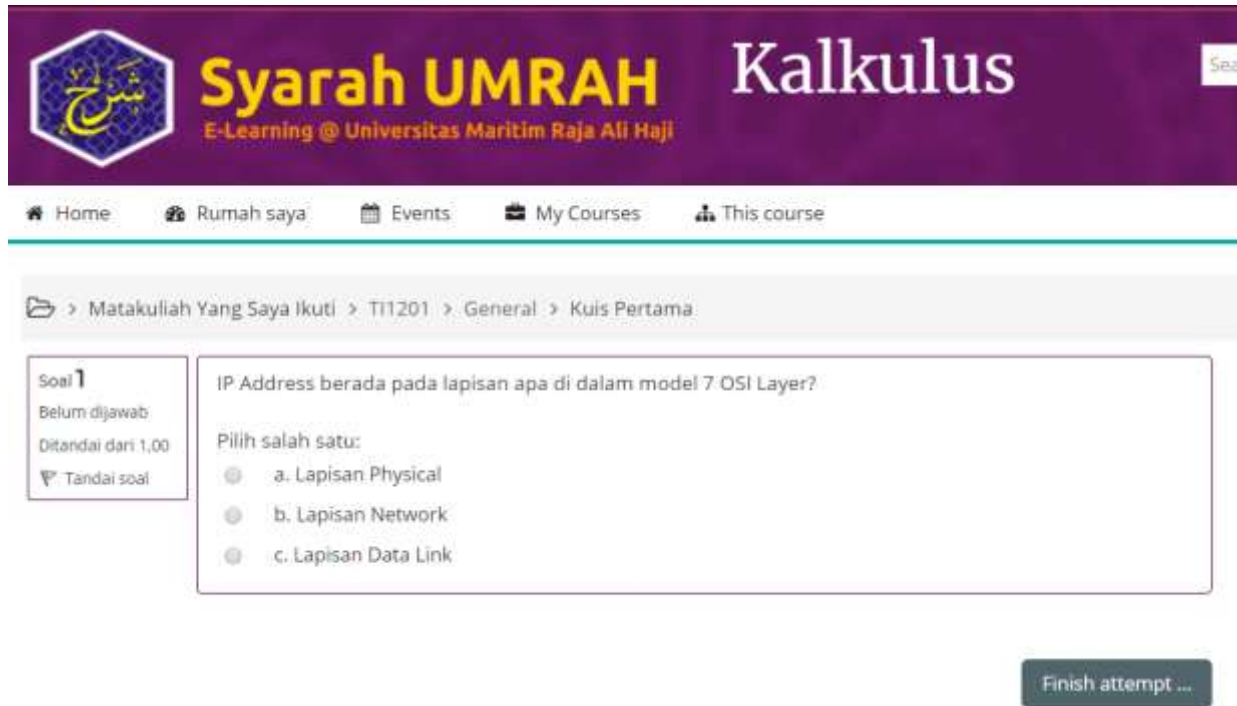 شرح
Syarah UMRAH
E-Learning @ Universitas Maritim Raja Ali Haji
Kalkulus
Sea
Home Rumah saya Events My Courses This course
> Matakuliah Yang Saya Ikuti > TI1201 > General > Kuis Pertama
Soal 1
Belum dijawab
Ditandai dari 1,00
Tandai soal
IP Address berada pada lapisan apa di dalam model 7 OSI Layer?
Pilih salah satu:
a. Lapisan Physical
b. Lapisan Network
c. Lapisan Data Link
Finish attempt ...